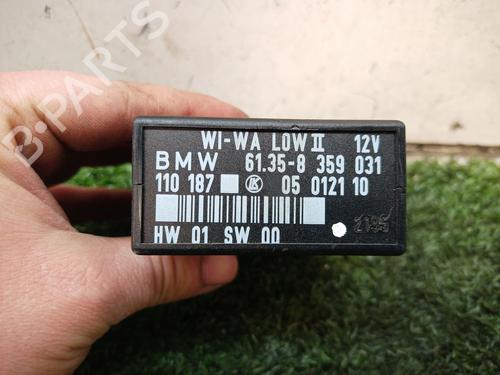 WI-WA LOW II 12V
BMW 61.35-8 359 031
110 187 LK 05 0121 10
HW 01 SW 00
2195
B-PARTS